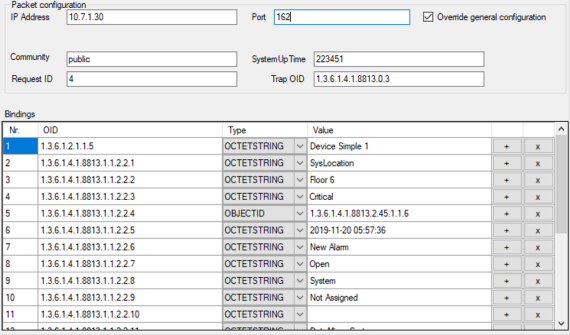 Packet configuration
IP Address 10.7.1.30 Port 162 Override general configuration
Community public SystemUpTime 223451
Request ID 4 Trap OID 1.3.6.1.4.1.8813.0.3
Bindings
Nr. OID Type Value
1 1.3.6.1.2.1.1.5 OCTETSTRING Device Simple 1 + x
2 1.3.6.1.4.1.8813.1.1.2.2.1 OCTETSTRING SysLocation + x
3 1.3.6.1.4.1.8813.1.1.2.2.2 OCTETSTRING Floor 6 + x
4 1.3.6.1.4.1.8813.1.1.2.2.3 OCTETSTRING Critical + x
5 1.3.6.1.4.1.8813.1.1.2.2.4 OBJECTID 1.3.6.1.4.1.8813.2.45.1.1.6 + x
6 1.3.6.1.4.1.8813.1.1.2.2.5 OCTETSTRING 2019-11-20 05:57:36 + x
7 1.3.6.1.4.1.8813.1.1.2.2.6 OCTETSTRING New Alarm + x
8 1.3.6.1.4.1.8813.1.1.2.2.7 OCTETSTRING Open + x
9 1.3.6.1.4.1.8813.1.1.2.2.8 OCTETSTRING System + x
10 1.3.6.1.4.1.8813.1.1.2.2.9 OCTETSTRING Not Assigned + x
11 1.3.6.1.4.1.8813.1.1.2.2.10 OCTETSTRING + x